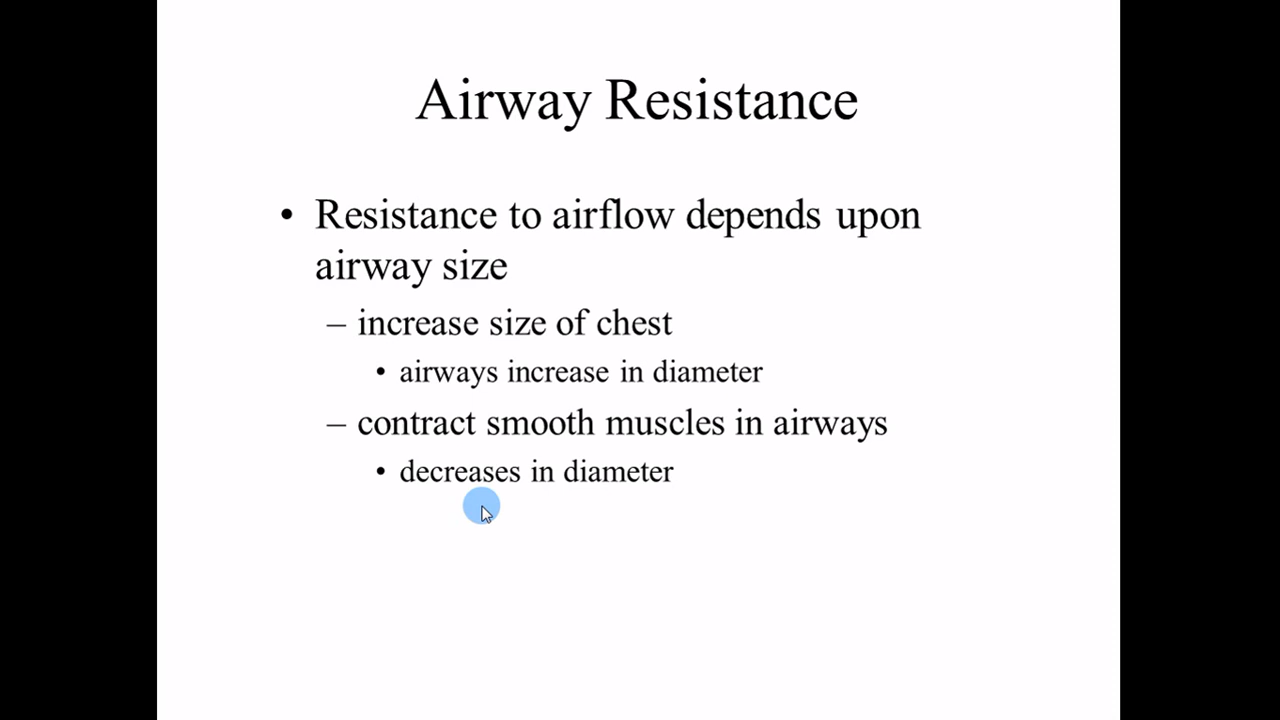 Airway Resistance
• Resistance to airflow depends upon
airway size
– increase size of chest
• airways increase in diameter
– contract smooth muscles in airways
• decreases in diameter